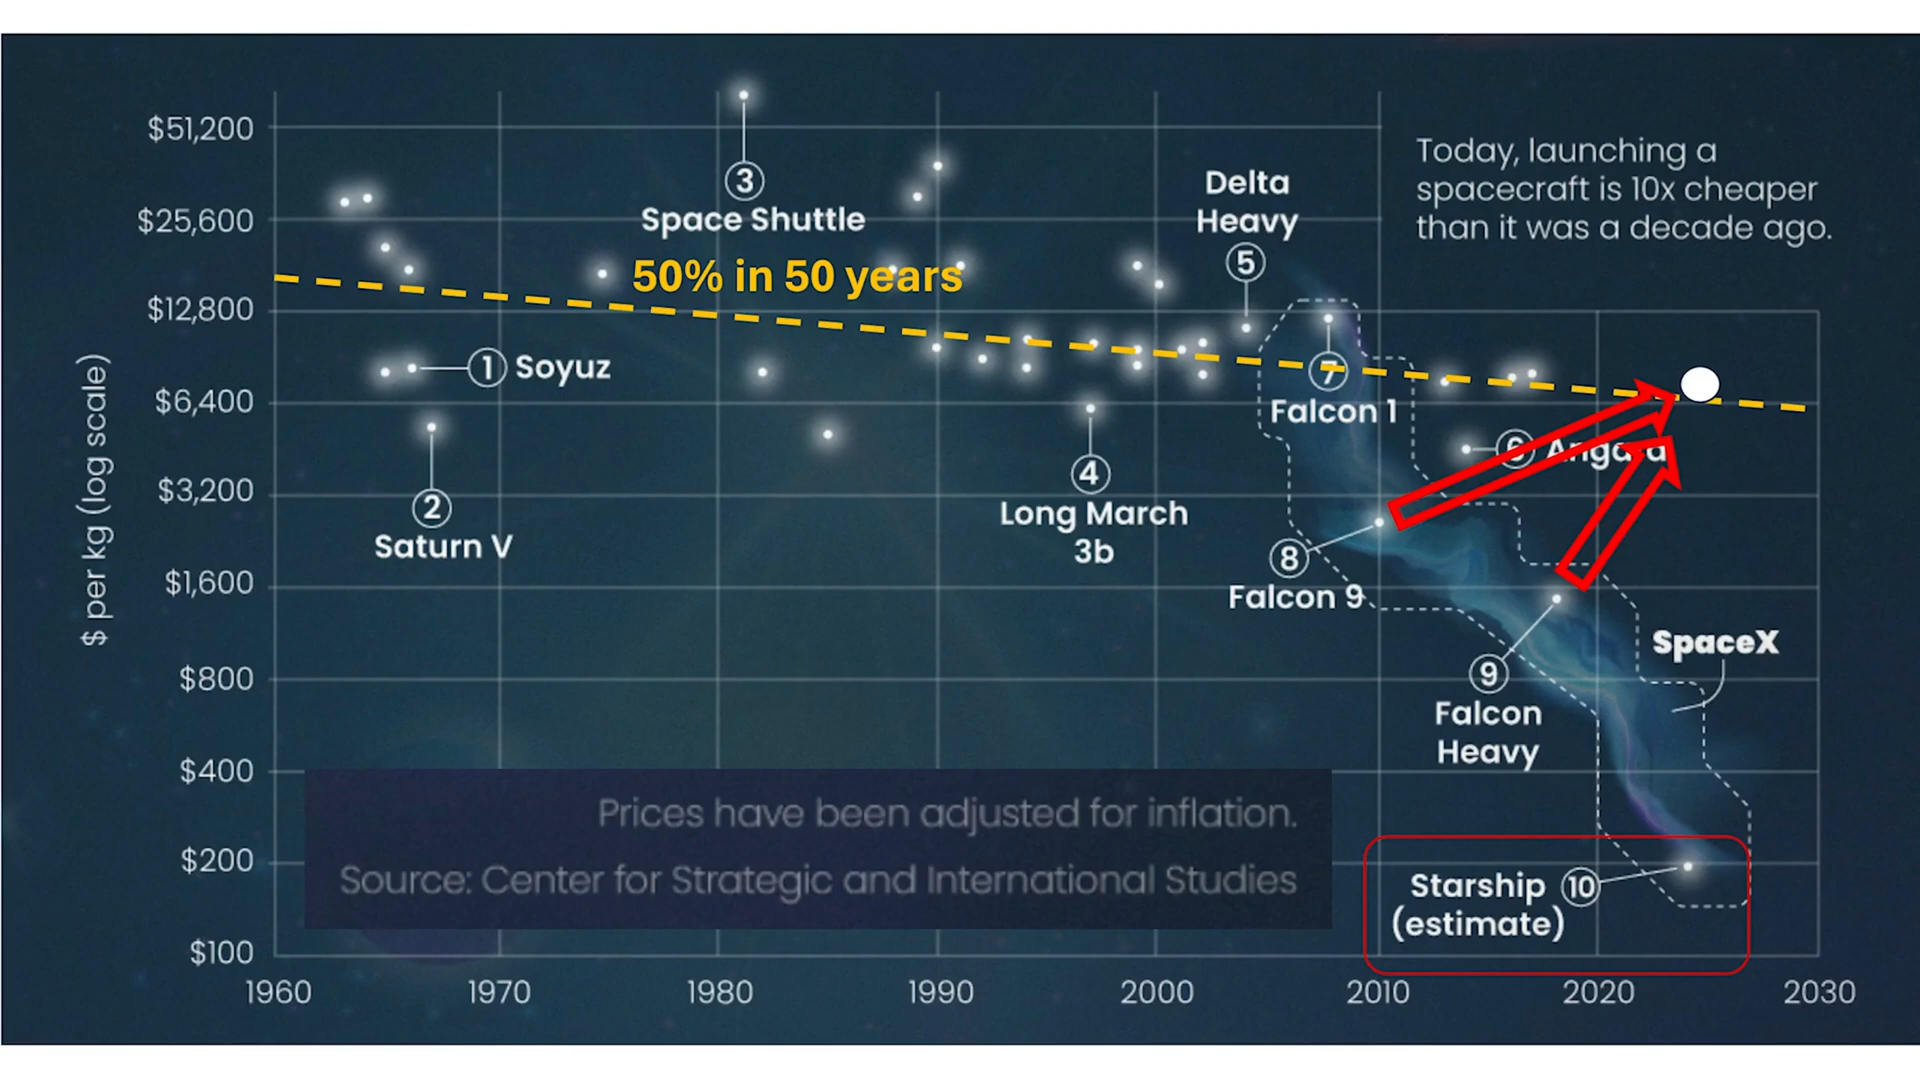 $51,200
$25,600
$12,800
$6,400
$3,200
$1,600
$800
$400
$200
$100
$ per kg (log scale)
1960
1970
1980
1990
2000
2010
2020
2030
3
Space Shuttle
50% in 50 years
1 Soyuz
2
Saturn V
4
Long March
3b
Delta
Heavy
5
Today, launching a
spacecraft is 10x cheaper
than it was a decade ago.
7
Falcon 1
6 Angara
8
Falcon 9
9
Falcon
Heavy
SpaceX
Starship 10
(estimate)
Prices have been adjusted for inflation.
Source: Center for Strategic and International Studies